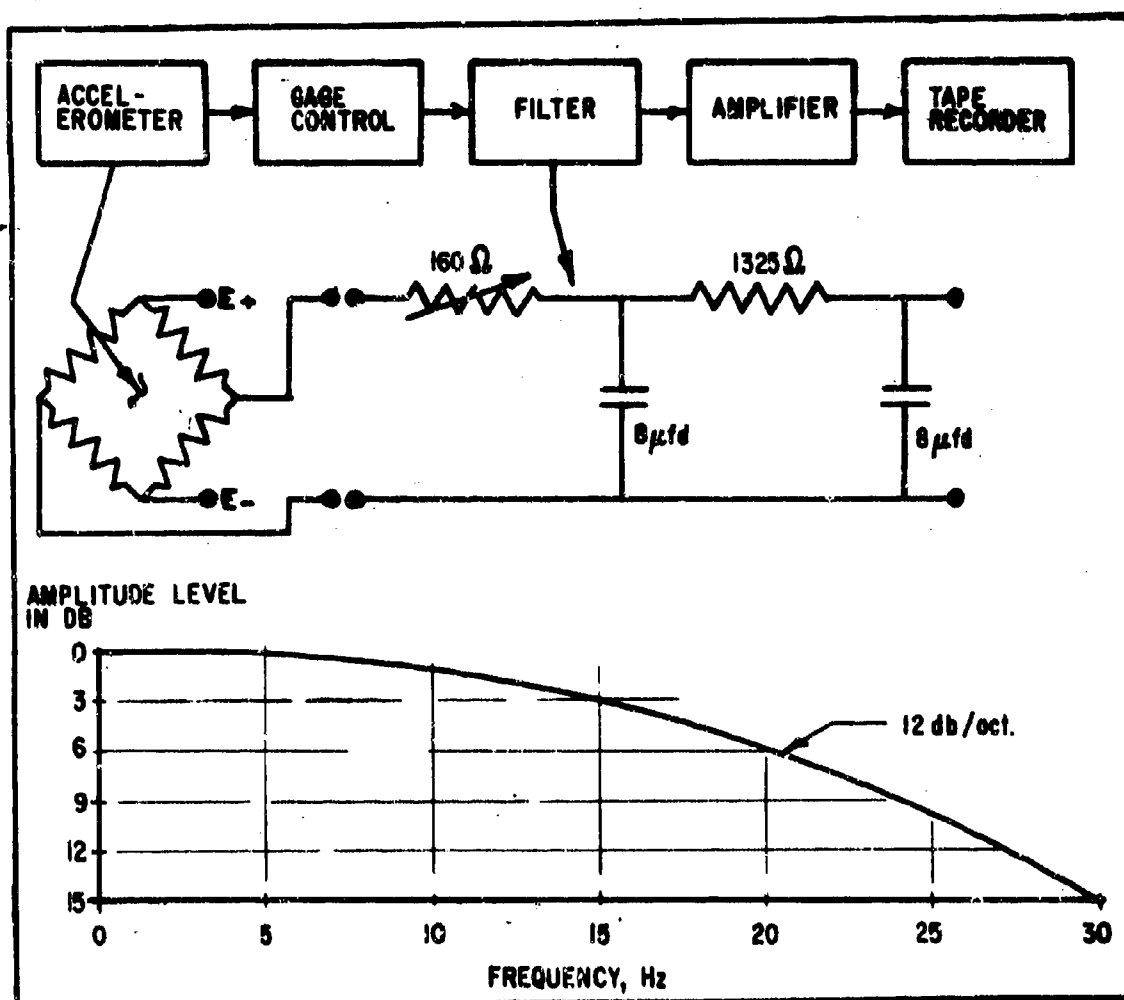 ACCEL-
EROMETER
GAGE
CONTROL
FILTER
AMPLIFIER
TAPE
RECORDER
160 Ω
1325 Ω
E+
8μfd
8μfd
E-
AMPLITUDE LEVEL
IN DB
0
3
6
9
12
15
12 db/oct.
0 5 10 15 20 25 30
FREQUENCY, Hz